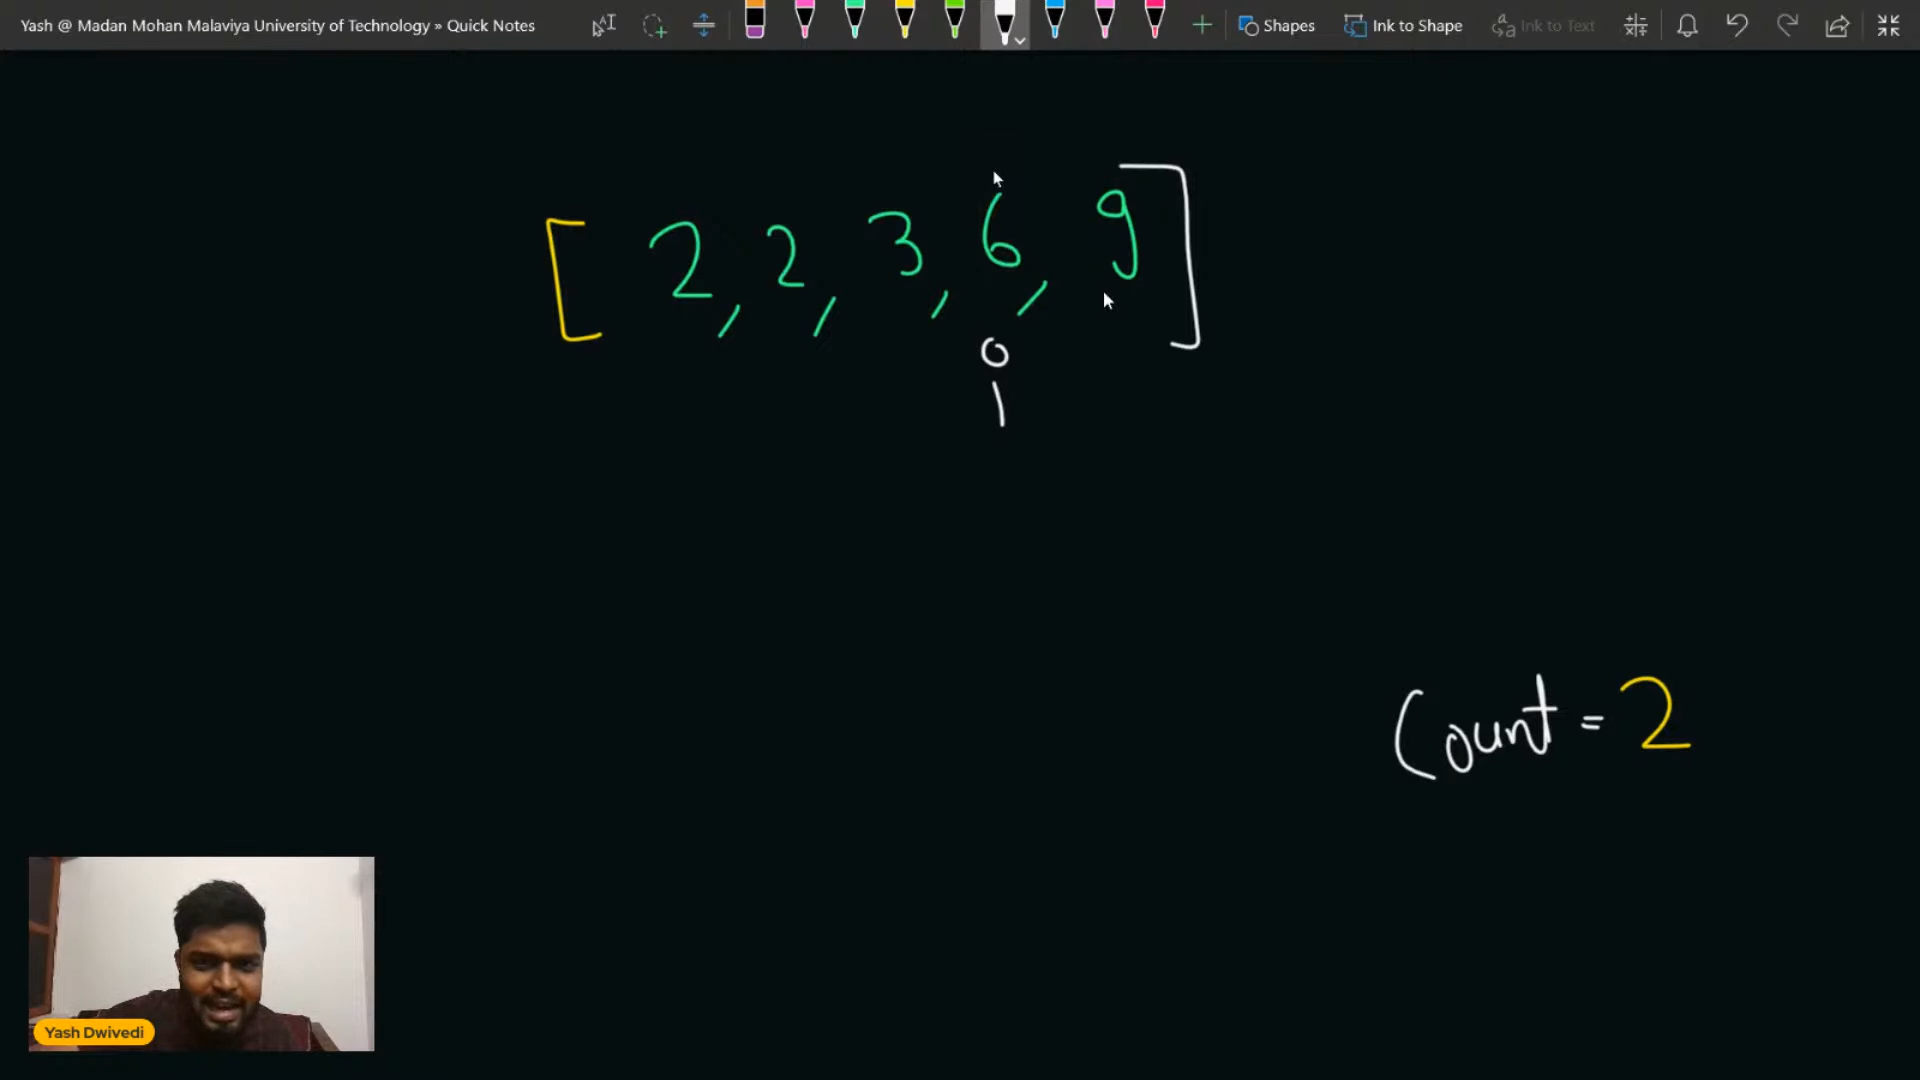 Yash @ Madan Mohan Malaviya University of Technology » Quick Notes
Shapes
Ink to Shape
Ink to Text
[ 2, 2, 3, 6, 9 ]
0
1
Count = 2
Yash Dwivedi